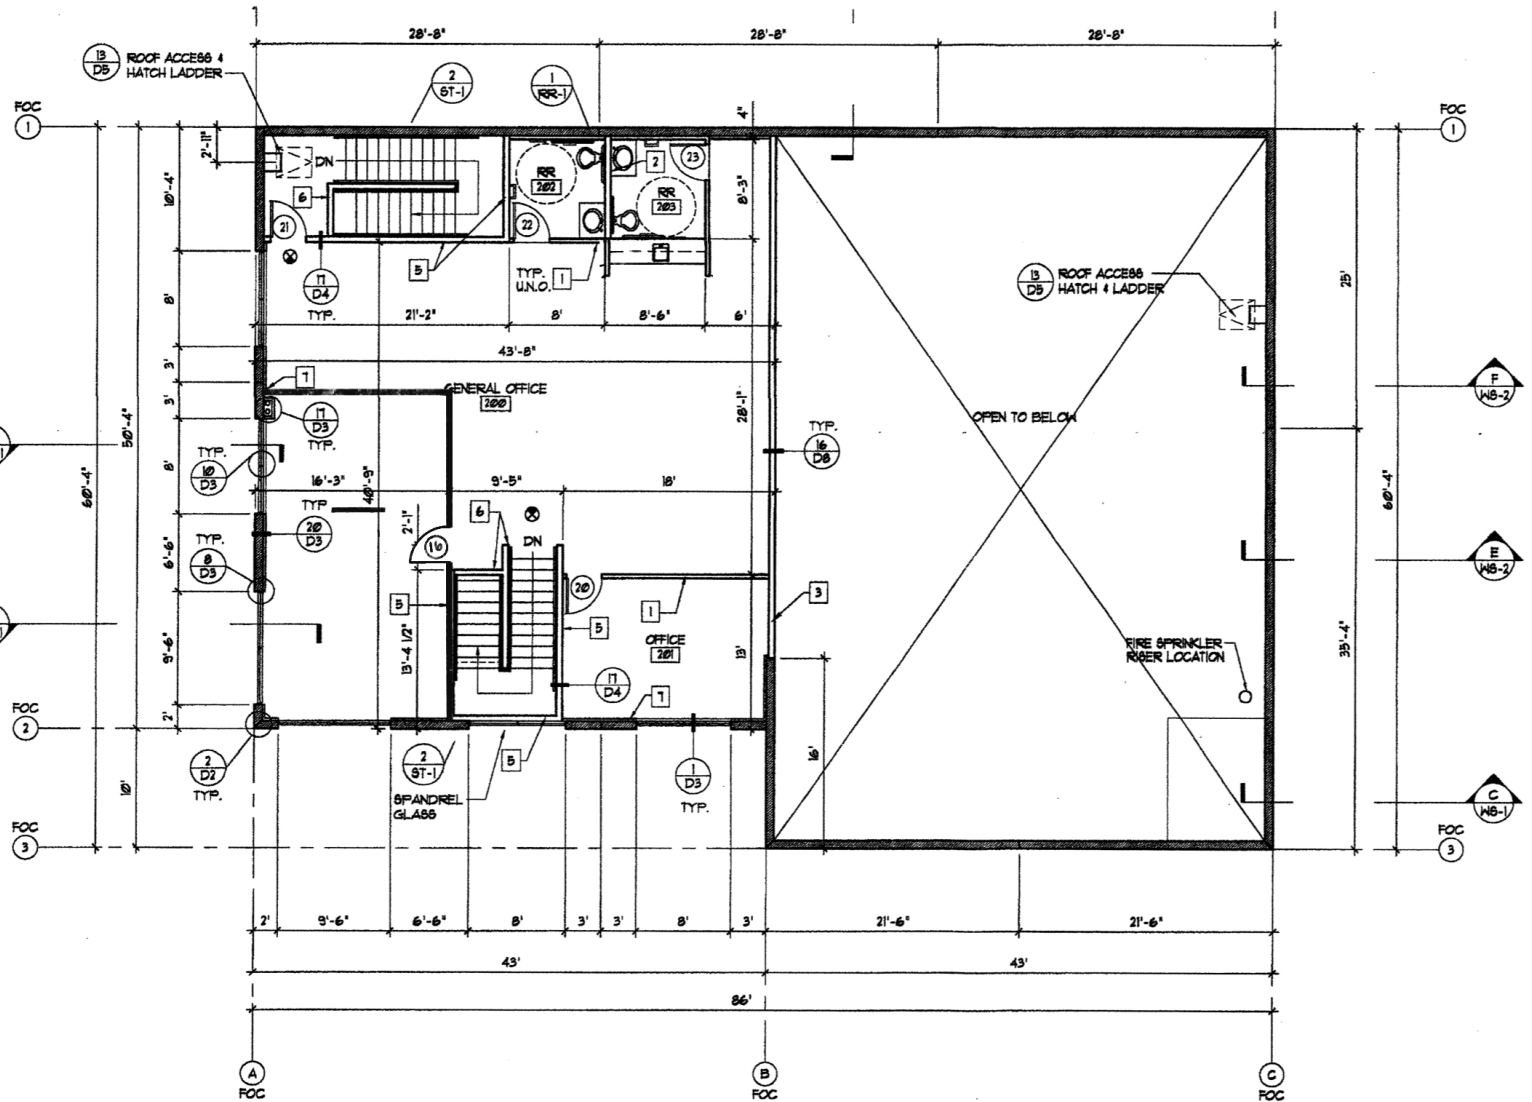 28'-8"
28'-8"
28'-8"
13
D5
ROOF ACCESS &
HATCH LADDER
2
ST-1
1
RR-1
FOC
1
FOC
1
2'-11"
4"
DN
RR
202
2
23
RR
203
10'-4"
8'-3"
6
21
22
5
TYP.
U.N.O.
1
17
D4
TYP.
13
D5
ROOF ACCESS
HATCH & LADDER
25'
8'
21'-2"
8'
8'-6"
6'
43'-8"
3'
7
GENERAL OFFICE
200
F
WS-2
3'
17
D3
TYP.
28'-1"
OPEN TO BELOW
50'-4"
TYP.
16
D8
TYP.
10
D3
8'
60'-4"
16'-3"
40'-9"
9'-5"
18'
60'-4"
TYP
20
D3
6
2'-1"
DN
16
TYP.
8
D3
6'-6"
E
WS-2
20
5
1
3
5
OFFICE
201
13'
35'-4"
FIRE SPRINKLER
RISER LOCATION
9'-6"
13'-4 1/2"
17
D4
7
FOC
2
2'
2
D2
TYP.
2
ST-1
5
SPANDREL
GLASS
1
D3
TYP.
16'
10'
C
WS-1
FOC
3
FOC
3
2'
9'-6"
6'-6"
8'
3'
3'
8'
3'
21'-6"
21'-6"
43'
43'
86'
A
FOC
B
FOC
C
FOC